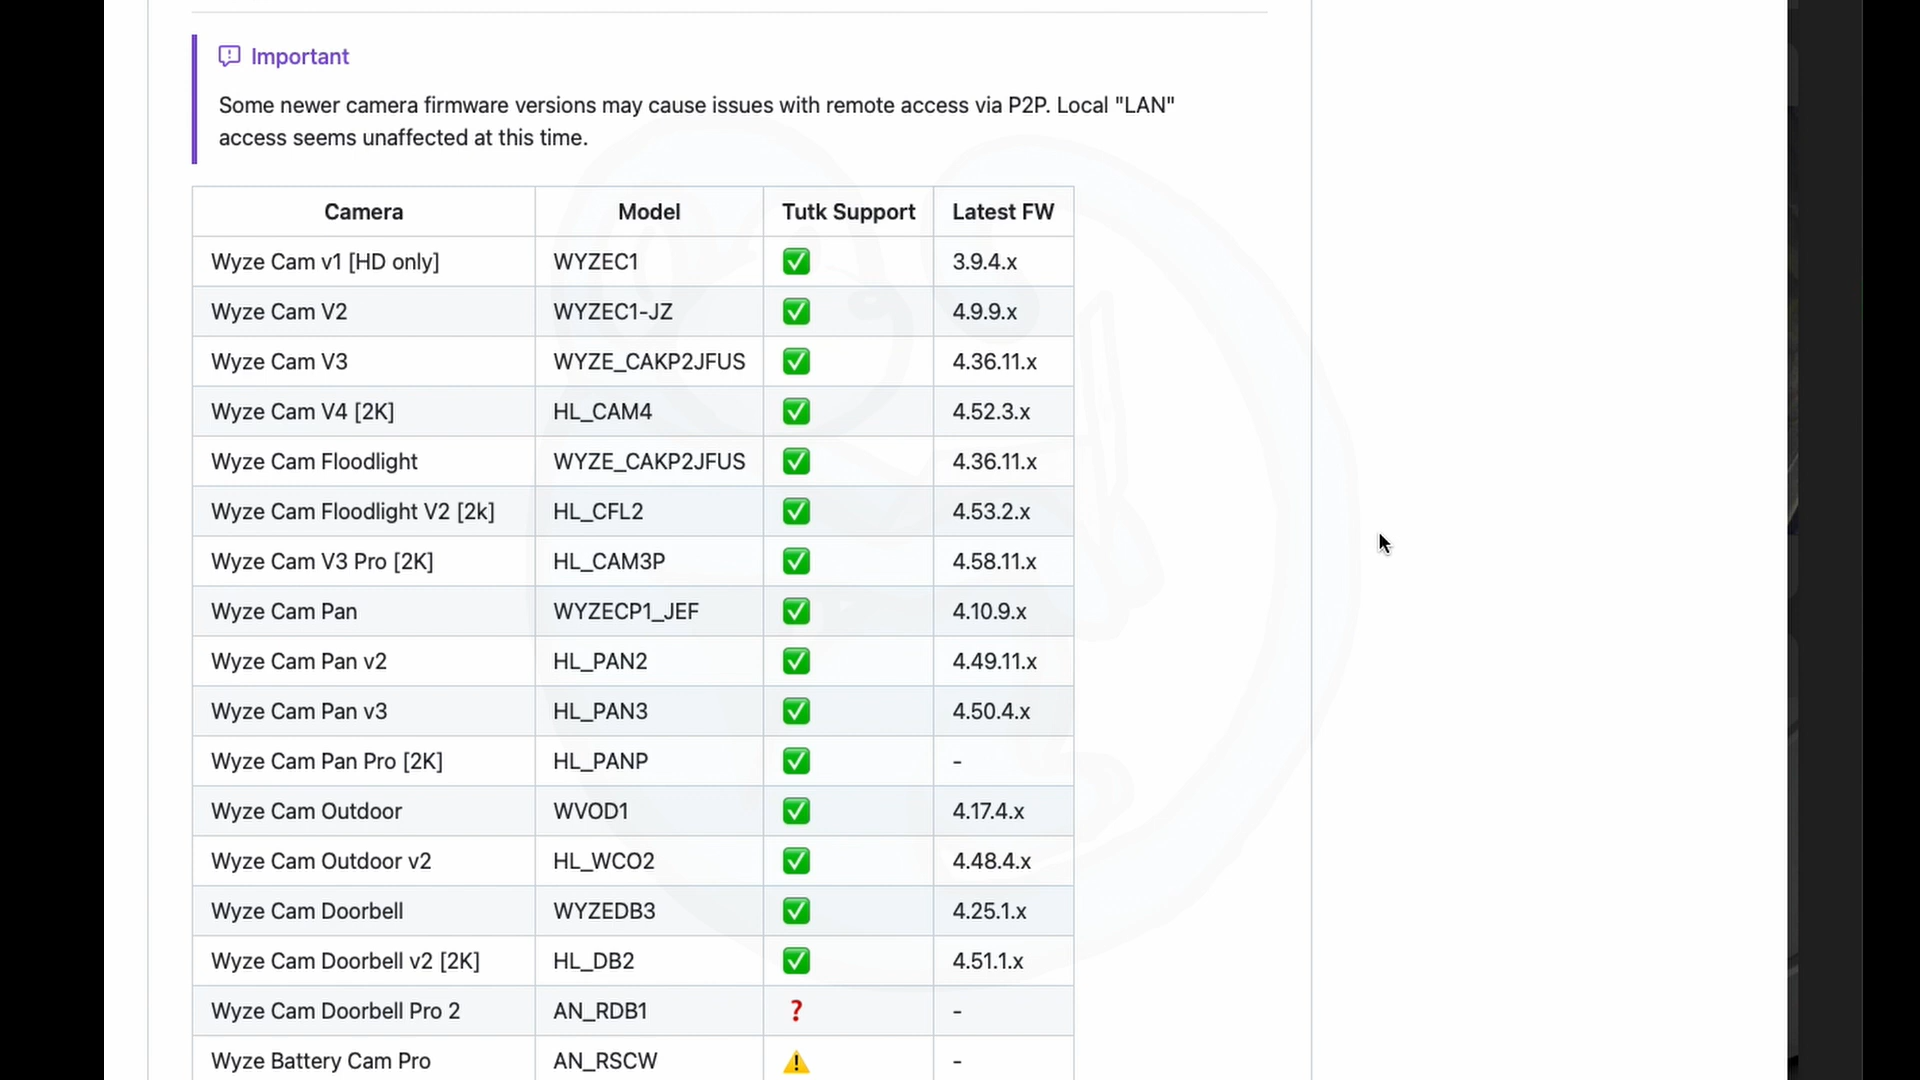 Important
Some newer camera firmware versions may cause issues with remote access via P2P. Local "LAN"
access seems unaffected at this time.
Camera Model Tutk Support Latest FW
Wyze Cam v1 [HD only] WYZEC1 ✅ 3.9.4.x
Wyze Cam V2 WYZEC1-JZ ✅ 4.9.9.x
Wyze Cam V3 WYZE_CAKP2JFUS ✅ 4.36.11.x
Wyze Cam V4 [2K] HL_CAM4 ✅ 4.52.3.x
Wyze Cam Floodlight WYZE_CAKP2JFUS ✅ 4.36.11.x
Wyze Cam Floodlight V2 [2k] HL_CFL2 ✅ 4.53.2.x
Wyze Cam V3 Pro [2K] HL_CAM3P ✅ 4.58.11.x
Wyze Cam Pan WYZECP1_JEF ✅ 4.10.9.x
Wyze Cam Pan v2 HL_PAN2 ✅ 4.49.11.x
Wyze Cam Pan v3 HL_PAN3 ✅ 4.50.4.x
Wyze Cam Pan Pro [2K] HL_PANP ✅ -
Wyze Cam Outdoor WVOD1 ✅ 4.17.4.x
Wyze Cam Outdoor v2 HL_WCO2 ✅ 4.48.4.x
Wyze Cam Doorbell WYZEDB3 ✅ 4.25.1.x
Wyze Cam Doorbell v2 [2K] HL_DB2 ✅ 4.51.1.x
Wyze Cam Doorbell Pro 2 AN_RDB1 ❓ -
Wyze Battery Cam Pro AN_RSCW ⚠️ -